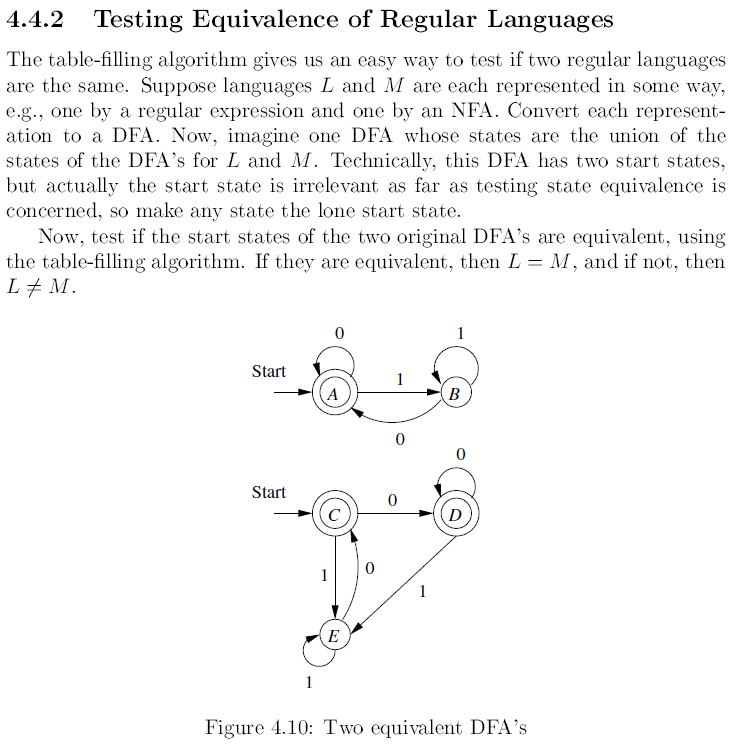 4.4.2 Testing Equivalence of Regular Languages
The table-filling algorithm gives us an easy way to test if two regular languages
are the same. Suppose languages L and M are each represented in some way,
e.g., one by a regular expression and one by an NFA. Convert each represent-
ation to a DFA. Now, imagine one DFA whose states are the union of the
states of the DFA's for L and M. Technically, this DFA has two start states,
but actually the start state is irrelevant as far as testing state equivalence is
concerned, so make any state the lone start state.
Now, test if the start states of the two original DFA's are equivalent, using
the table-filling algorithm. If they are equivalent, then L = M, and if not, then
L ≠ M.
0
1
Start
1
A
B
0
0
Start
0
C
D
1
0
1
E
1
Figure 4.10: Two equivalent DFA's